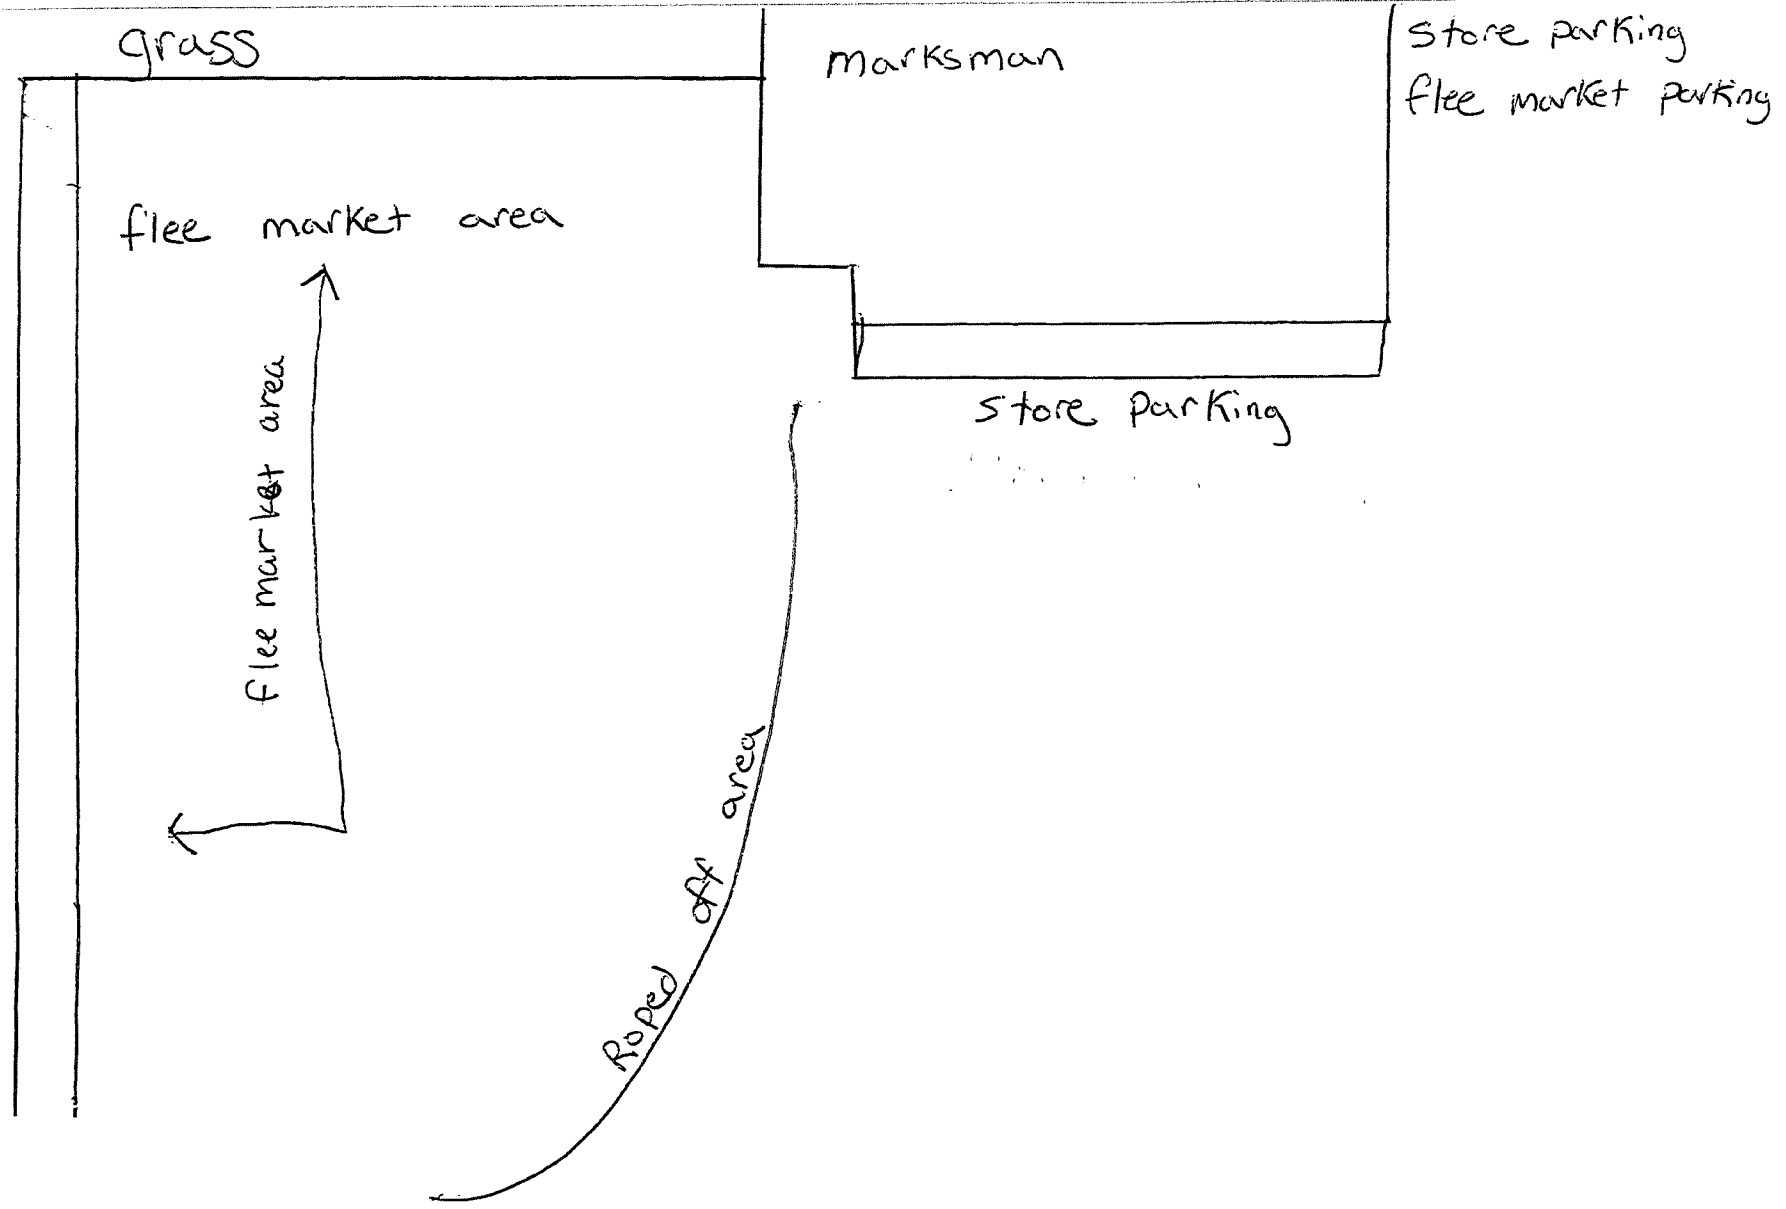 grass
marksman
store parking
flee market parking
flee market area
flee market area
store parking
Roped off area